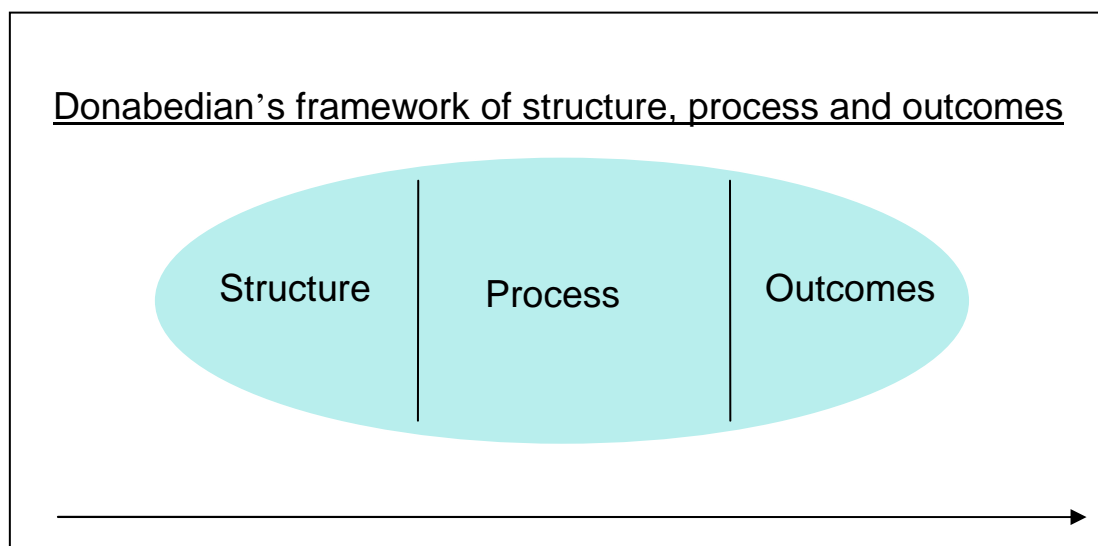 Donabedian’s framework of structure, process and outcomes
Structure
Process
Outcomes